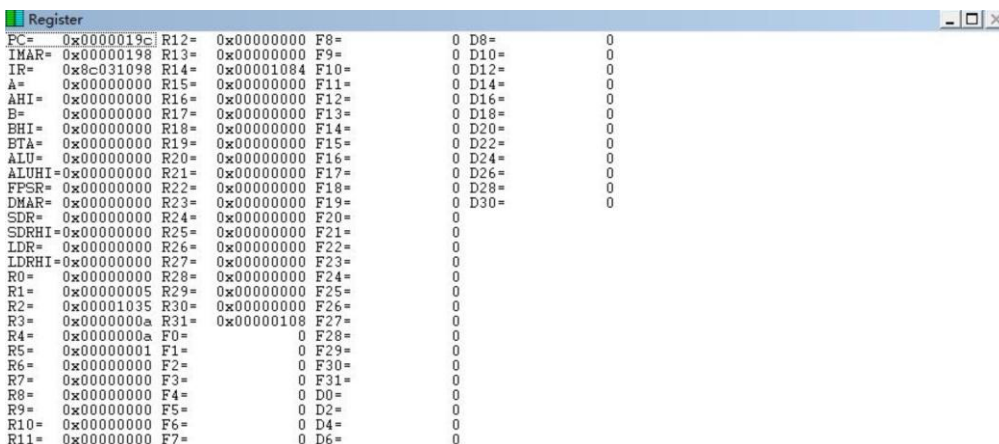 Register
PC= 0x0000019c R12= 0x00000000 F8= 0 D8= 0
IMAR= 0x00000198 R13= 0x00000000 F9= 0 D10= 0
IR= 0x8c031098 R14= 0x00001084 F10= 0 D12= 0
A= 0x00000000 R15= 0x00000000 F11= 0 D14= 0
AHI= 0x00000000 R16= 0x00000000 F12= 0 D16= 0
B= 0x00000000 R17= 0x00000000 F13= 0 D18= 0
BHI= 0x00000000 R18= 0x00000000 F14= 0 D20= 0
BTA= 0x00000000 R19= 0x00000000 F15= 0 D22= 0
ALU= 0x00000000 R20= 0x00000000 F16= 0 D24= 0
ALUHI=0x00000000 R21= 0x00000000 F17= 0 D26= 0
FPSR= 0x00000000 R22= 0x00000000 F18= 0 D28= 0
DMAR= 0x00000000 R23= 0x00000000 F19= 0 D30= 0
SDR= 0x00000000 R24= 0x00000000 F20= 0
SDRHI=0x00000000 R25= 0x00000000 F21= 0
LDR= 0x00000000 R26= 0x00000000 F22= 0
LDRHI=0x00000000 R27= 0x00000000 F23= 0
R0= 0x00000000 R28= 0x00000000 F24= 0
R1= 0x00000005 R29= 0x00000000 F25= 0
R2= 0x00001035 R30= 0x00000000 F26= 0
R3= 0x0000000a R31= 0x00000108 F27= 0
R4= 0x0000000a F0= 0 F28= 0
R5= 0x00000001 F1= 0 F29= 0
R6= 0x00000000 F2= 0 F30= 0
R7= 0x00000000 F3= 0 F31= 0
R8= 0x00000000 F4= 0 D0= 0
R9= 0x00000000 F5= 0 D2= 0
R10= 0x00000000 F6= 0 D4= 0
R11= 0x00000000 F7= 0 D6= 0